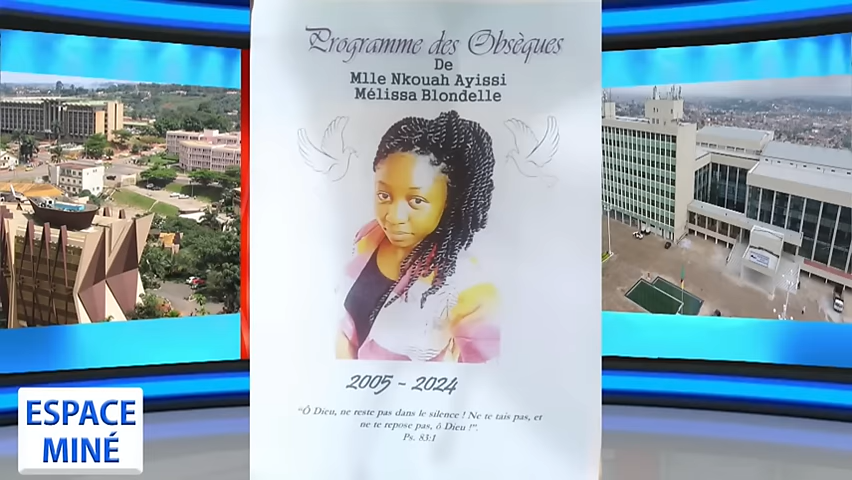 Programme des Obsèques
De
Mlle Nkouah Ayissi
Mélissa Blondelle
2005 - 2024
"Ô Dieu, ne reste pas dans le silence ! Ne te tais pas, et
ne te repose pas, ô Dieu !".
Ps. 83:1
ESPACE
MINÉ